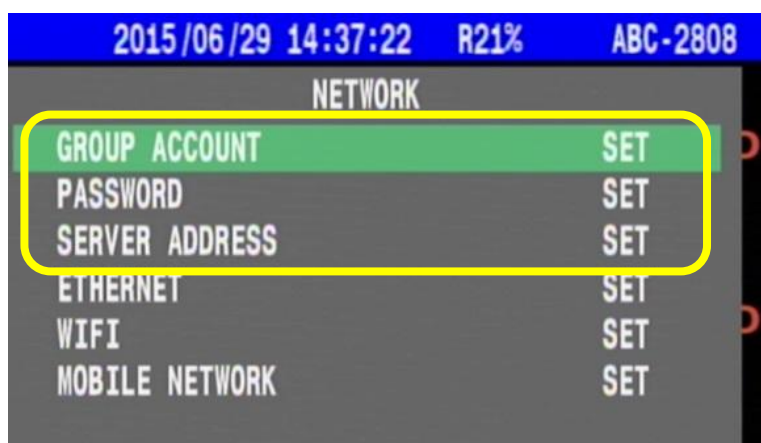 2015/06/29 14:37:22 R21% ABC-2808
NETWORK
GROUP ACCOUNT SET
PASSWORD SET
SERVER ADDRESS SET
ETHERNET SET
WIFI SET
MOBILE NETWORK SET